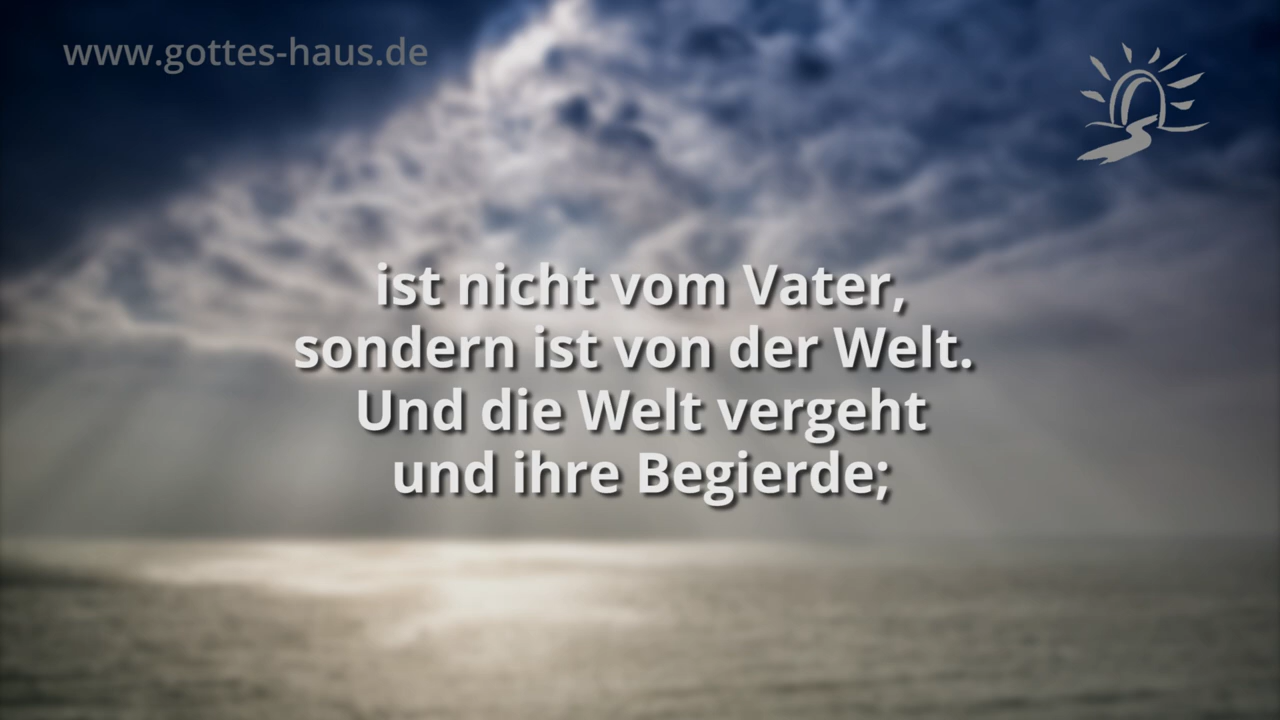 www.gottes-haus.de
ist nicht vom Vater,
sondern ist von der Welt.
Und die Welt vergeht
und ihre Begierde;